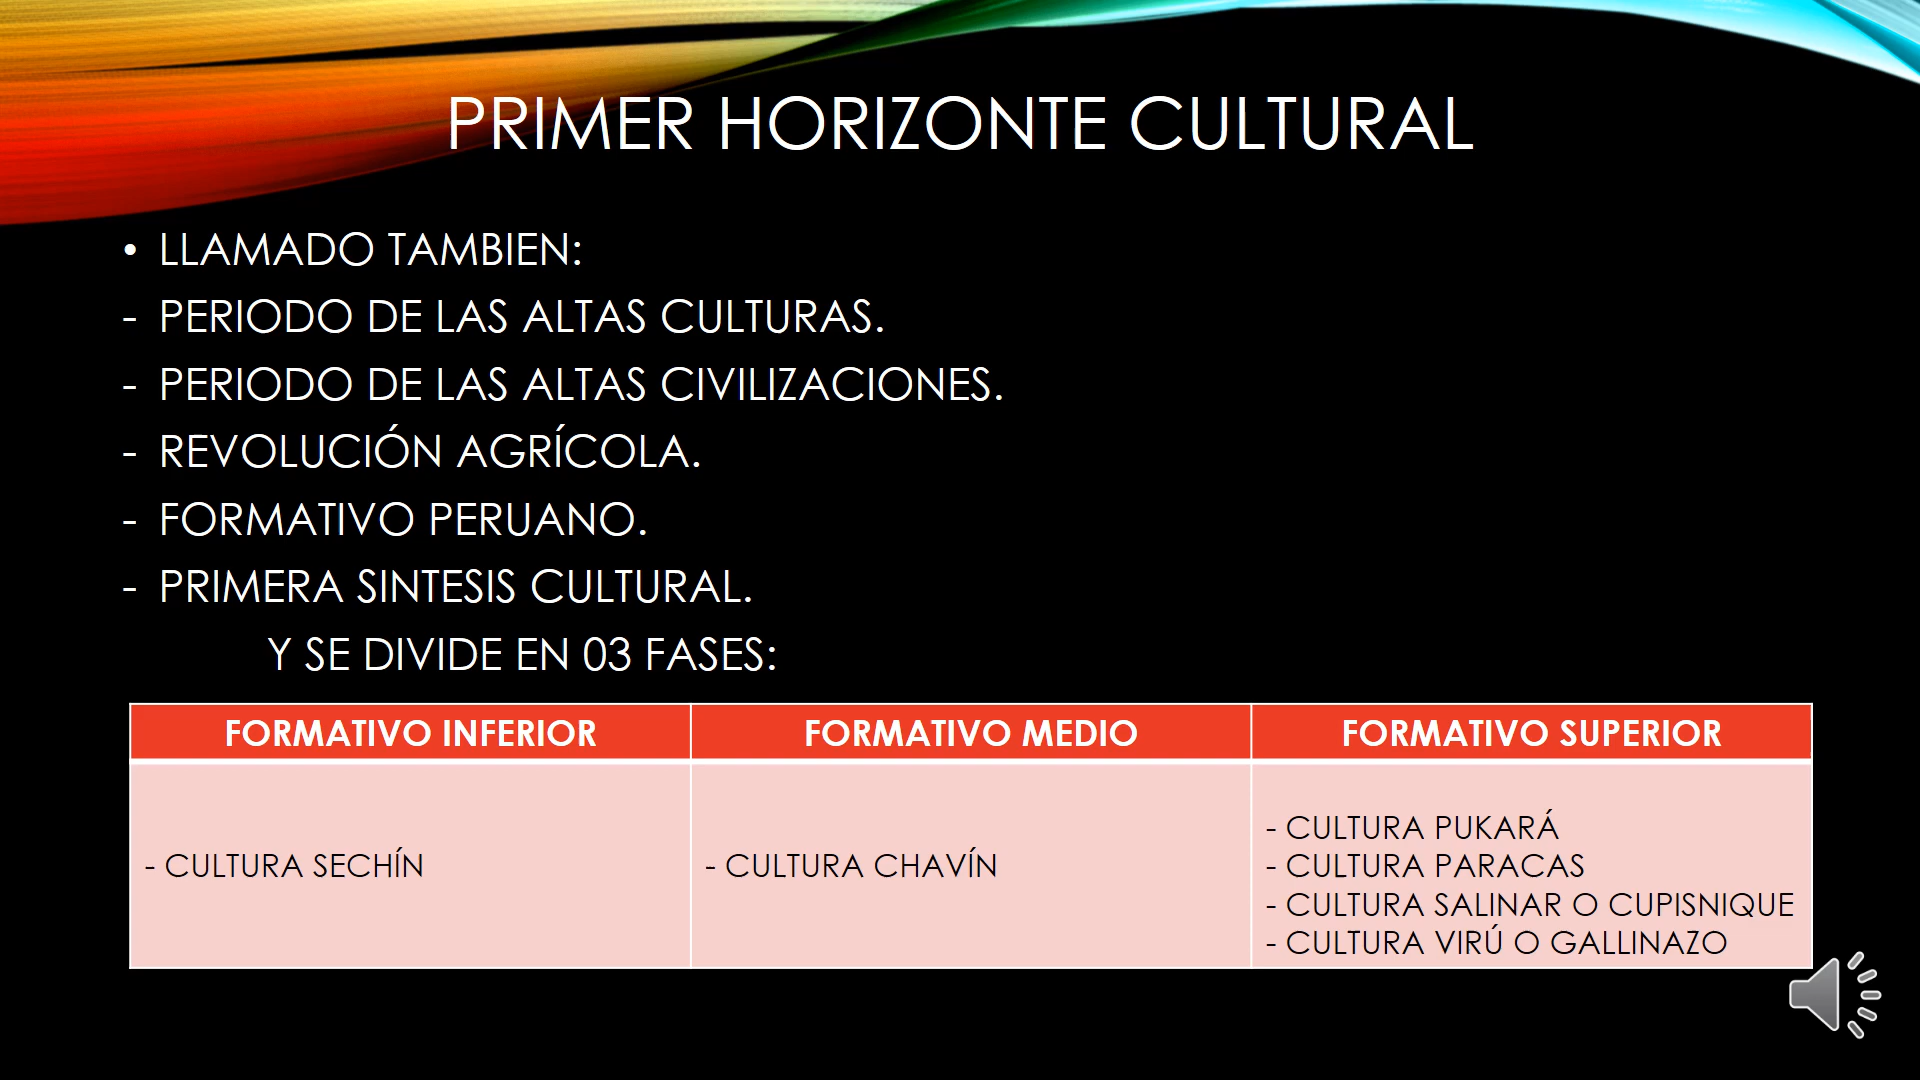 PRIMER HORIZONTE CULTURAL
• LLAMADO TAMBIEN:
- PERIODO DE LAS ALTAS CULTURAS.
- PERIODO DE LAS ALTAS CIVILIZACIONES.
- REVOLUCIÓN AGRÍCOLA.
- FORMATIVO PERUANO.
- PRIMERA SINTESIS CULTURAL.
Y SE DIVIDE EN 03 FASES:
FORMATIVO INFERIOR
FORMATIVO MEDIO
FORMATIVO SUPERIOR
- CULTURA SECHÍN
- CULTURA CHAVÍN
- CULTURA PUKARÁ
- CULTURA PARACAS
- CULTURA SALINAR O CUPISNIQUE
- CULTURA VIRÚ O GALLINAZO